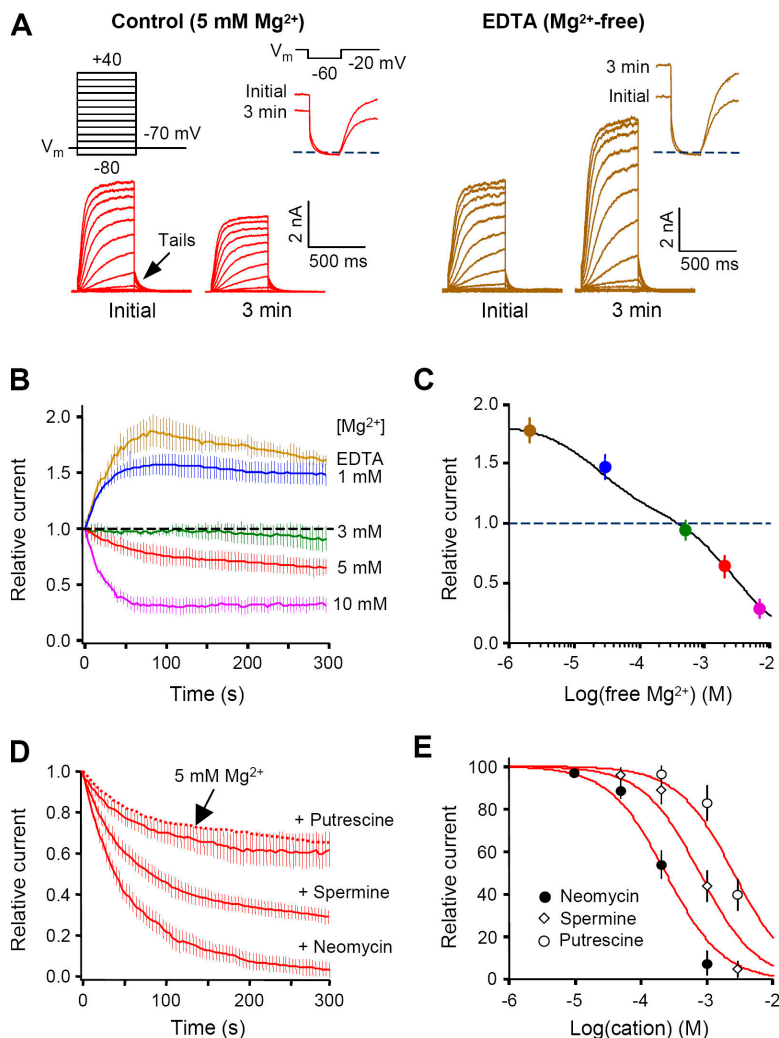 A
Control (5 mM Mg²⁺)
EDTA (Mg²⁺-free)
+40
Vm
-70 mV
-80
Vm
-60
-20 mV
Initial
3 min
3 min
Initial
Tails
2 nA
500 ms
2 nA
500 ms
Initial
3 min
Initial
3 min
B
Relative current
2.0
1.5
1.0
0.5
0.0
0
100
200
300
Time (s)
[Mg²⁺]
EDTA
1 mM
3 mM
5 mM
10 mM
C
Relative current
2.0
1.5
1.0
0.5
0.0
-6
-5
-4
-3
-2
Log(free Mg²⁺) (M)
D
Relative current
1.0
0.8
0.6
0.4
0.2
0.0
0
100
200
300
Time (s)
5 mM Mg²⁺
+ Putrescine
+ Spermine
+ Neomycin
E
Relative current
100
80
60
40
20
0
-6
-5
-4
-3
-2
Log(cation) (M)
Neomycin
Spermine
Putrescine